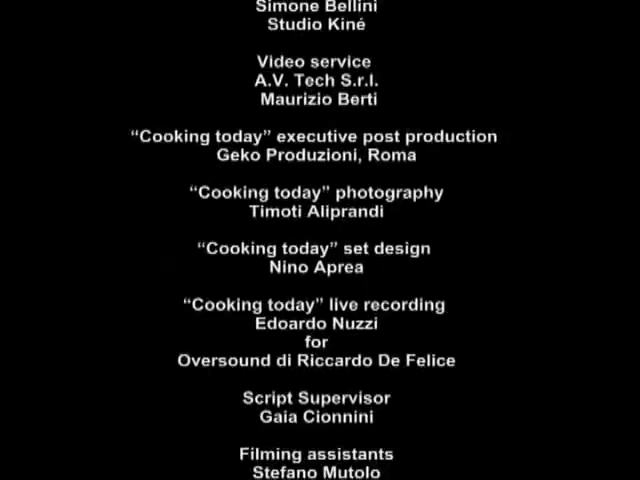 Simone Bellini
Studio Kiné
Video service
A.V. Tech S.r.l.
Maurizio Berti
“Cooking today” executive post production
Geko Produzioni, Roma
“Cooking today” photography
Timoti Aliprandi
“Cooking today” set design
Nino Aprea
“Cooking today” live recording
Edoardo Nuzzi
for
Oversound di Riccardo De Felice
Script Supervisor
Gaia Cionnini
Filming assistants
Stefano Mutolo